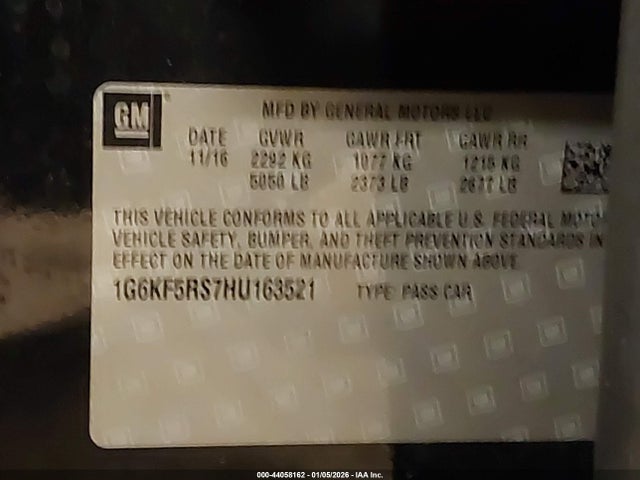 GM
MFD BY GENERAL MOTORS LLC
DATE GVWR GAWR FRT GAWR RR
11/16 2292 KG 1077 KG 1215 KG
5050 LB 2373 LB 2677 LB
THIS VEHICLE CONFORMS TO ALL APPLICABLE U.S. FEDERAL MOTO
VEHICLE SAFETY, BUMPER, AND THEFT PREVENTION STANDARDS IN
EFFECT ON THE DATE OF MANUFACTURE SHOWN ABOVE.
1G6KF5RS7HU163521 TYPE: PASS CAR
000-44058162 - 01/05/2026 - IAA Inc.